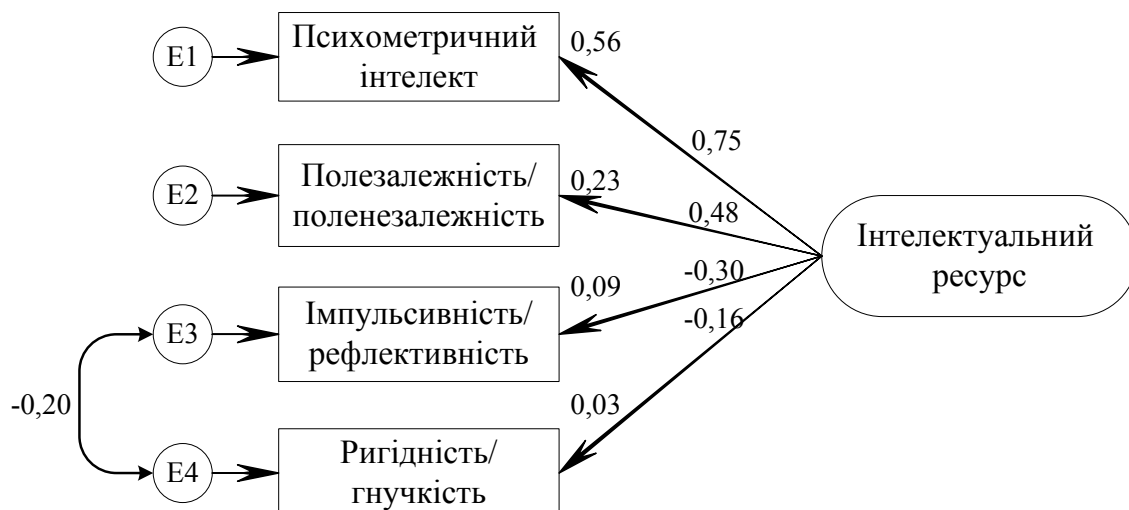 E1
Психометричний
інтелект
0,56
0,75
E2
Полезалежність/
поленезалежність
0,23
0,48
Інтелектуальний
ресурс
E3
Імпульсивність/
рефлективність
0,09
-0,30
-0,16
-0,20
E4
Ригідність/
гнучкість
0,03